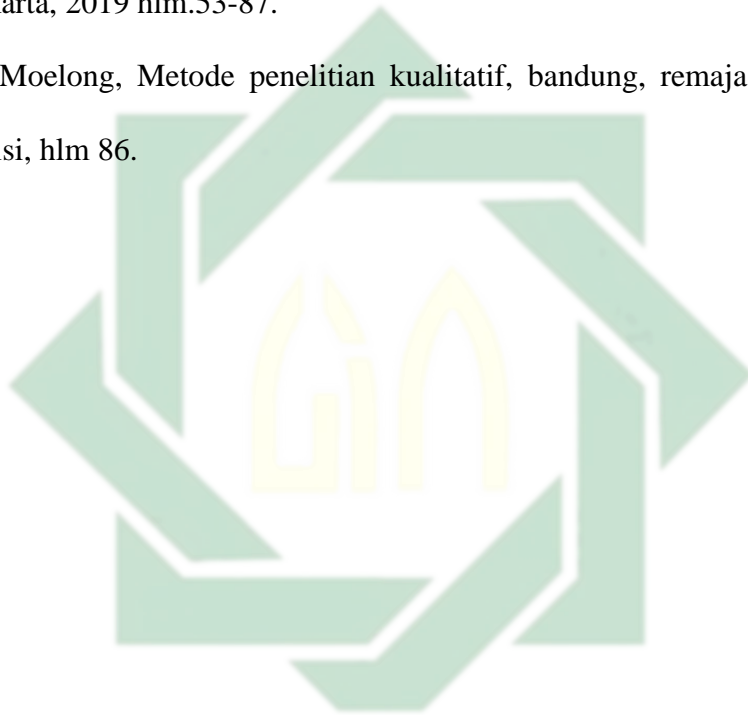 arta, 2019 hlm.53-87.
Moelong, Metode penelitian kualitatif, bandung, remaja
si, hlm 86.